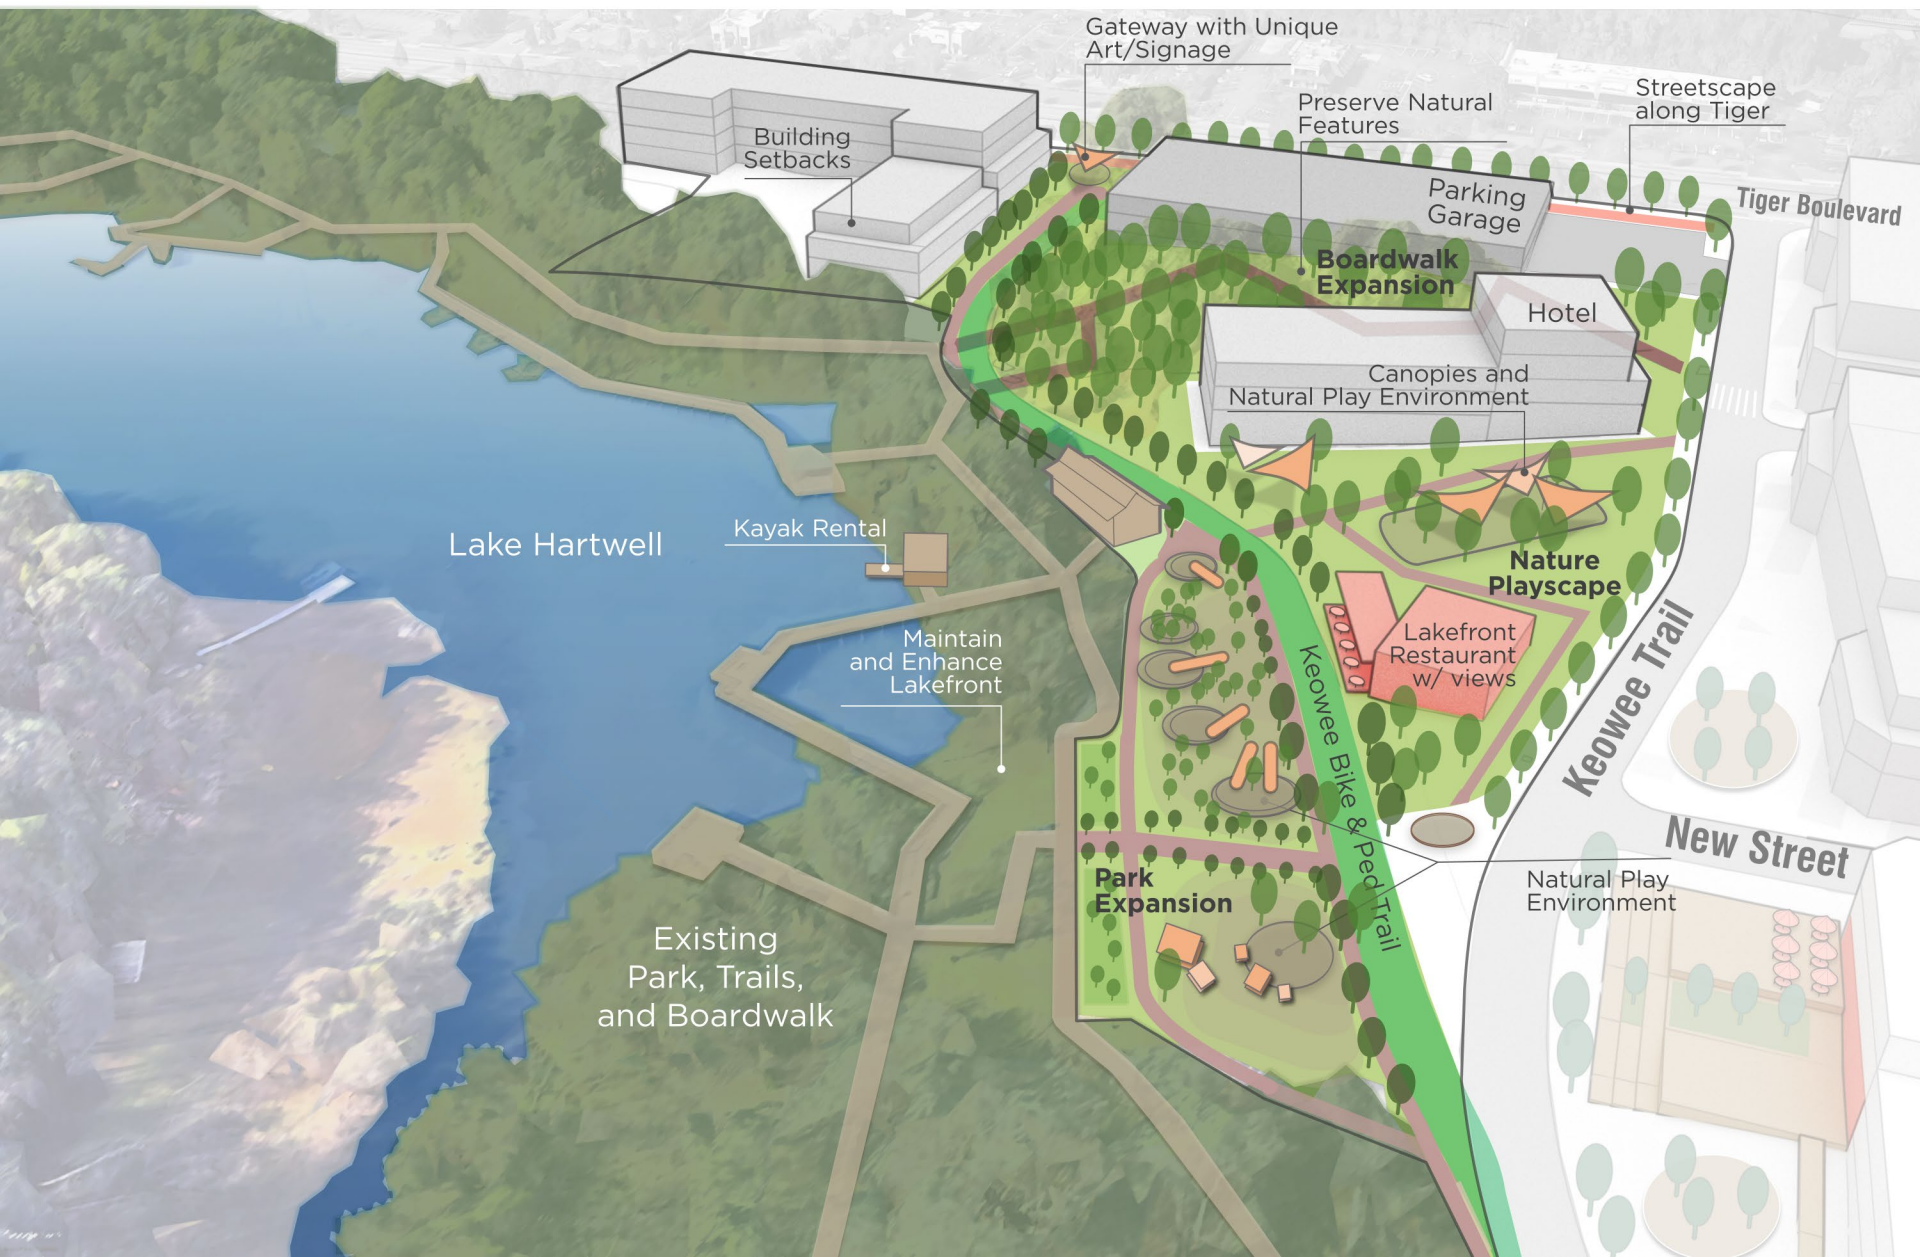 Gateway with Unique
Art/Signage
Preserve Natural
Features
Streetscape
along Tiger
Building
Setbacks
Parking
Garage
Tiger Boulevard
Boardwalk
Expansion
Hotel
Canopies and
Natural Play Environment
Lake Hartwell
Kayak Rental
Nature
Playscape
Maintain
and Enhance
Lakefront
Lakefront
Restaurant
w/ views
Keowee Bike & Ped Trail
Keowee Trail
New Street
Park
Expansion
Natural Play
Environment
Existing
Park, Trails,
and Boardwalk